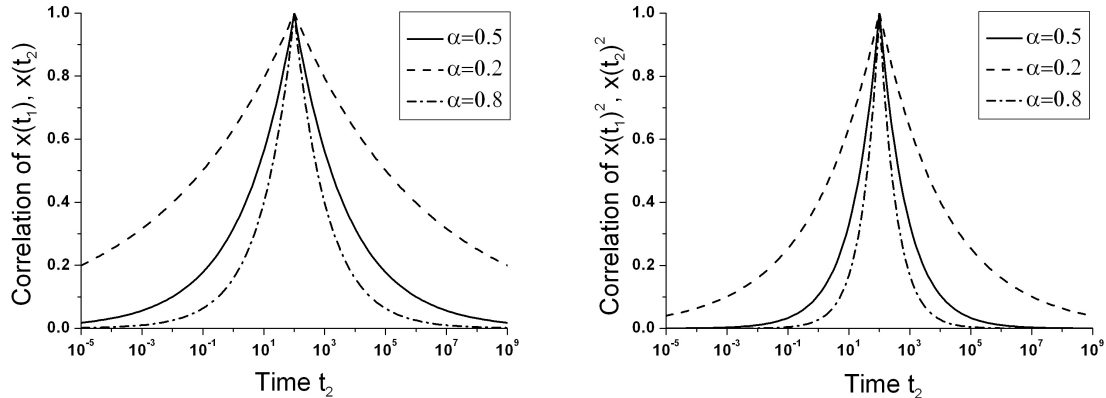 Correlation of x(t₁), x(t₂)
1.0
0.8
0.6
0.4
0.2
0.0
α=0.5
α=0.2
α=0.8
10⁻⁵ 10⁻³ 10⁻¹ 10¹ 10³ 10⁵ 10⁷ 10⁹
Time t₂
Correlation of x(t₁)², x(t₂)²
1.0
0.8
0.6
0.4
0.2
0.0
α=0.5
α=0.2
α=0.8
10⁻⁵ 10⁻³ 10⁻¹ 10¹ 10³ 10⁵ 10⁷ 10⁹
Time t₂